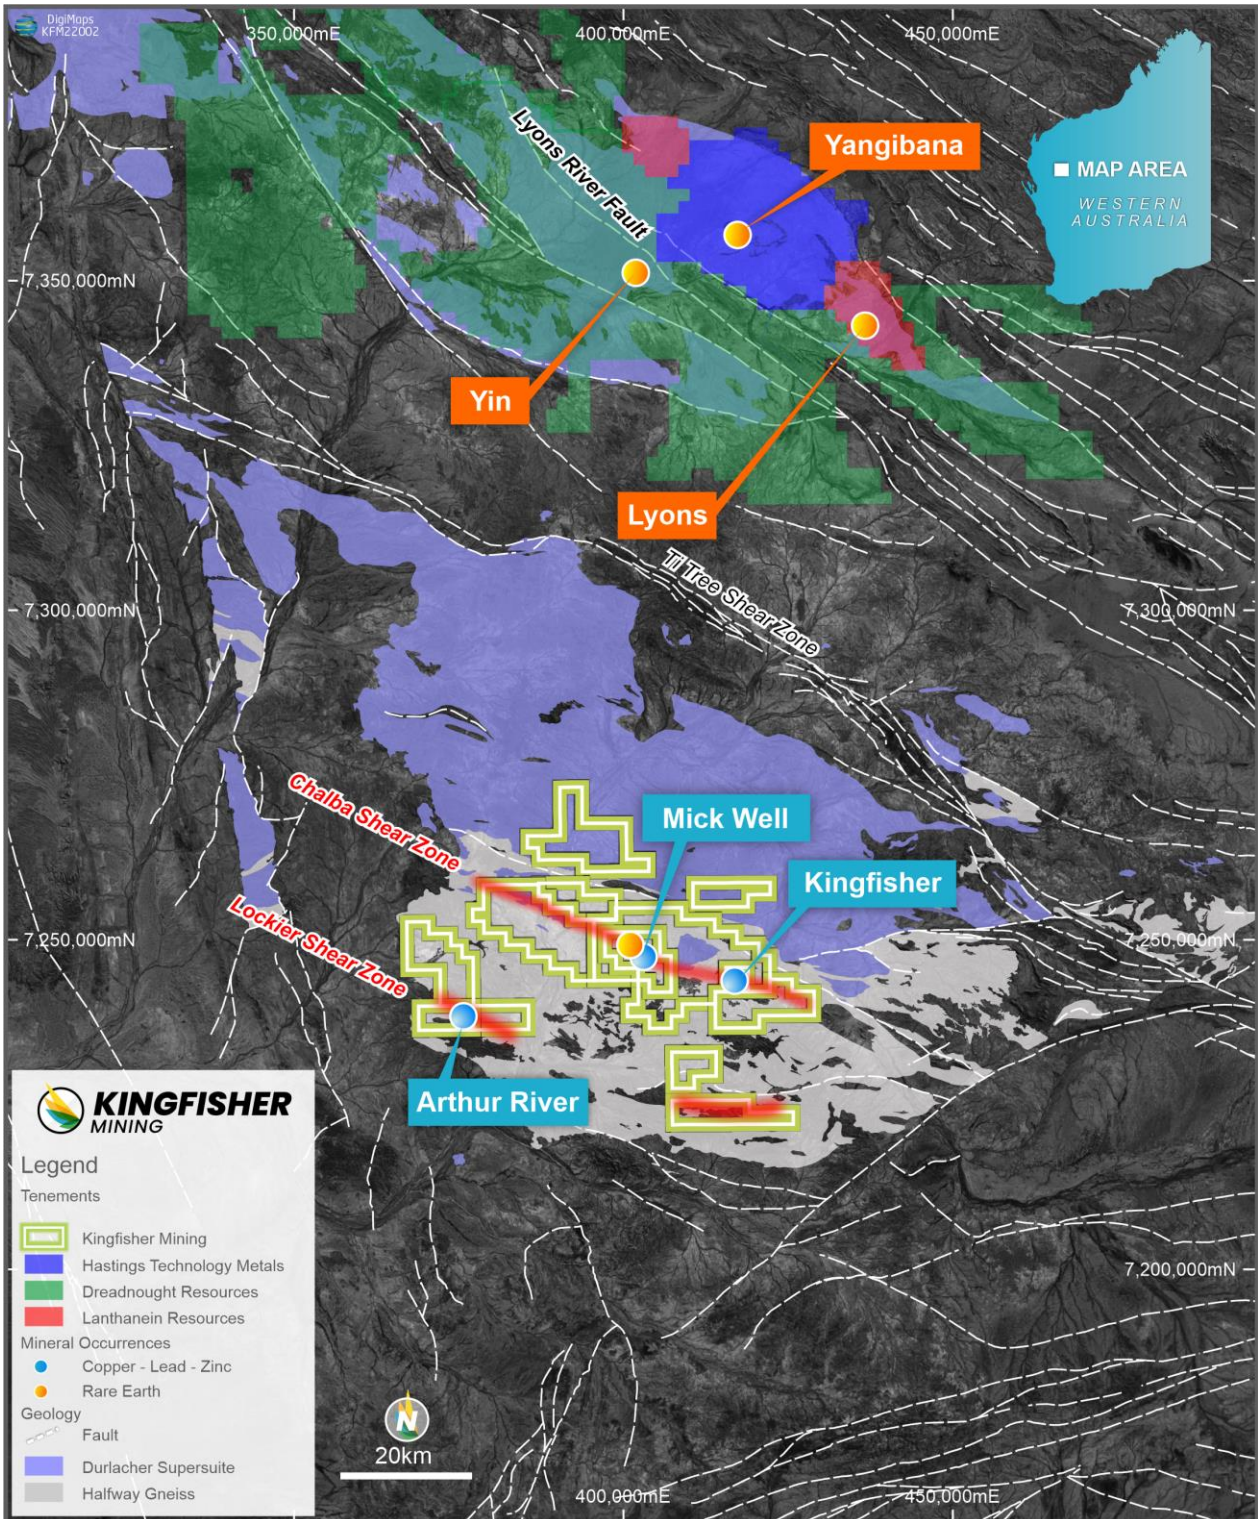 DigiMaps
KFM22002
350,000mE
400,000mE
450,000mE
Lyons River Fault
Yangibana
MAP AREA
WESTERN
AUSTRALIA
7,350,000mN
Yin
Lyons
Ti Tree Shear Zone
7,300,000mN
7,300,000mN
Chalba Shear Zone
Mick Well
Kingfisher
Lockier Shear Zone
7,250,000mN
7,250,000mN
Arthur River
KINGFISHER
MINING
Legend
Tenements
Kingfisher Mining
Hastings Technology Metals
Dreadnought Resources
Lanthanein Resources
Mineral Occurrences
Copper - Lead - Zinc
Rare Earth
Geology
Fault
Durlacher Supersuite
Halfway Gneiss
7,200,000mN
N
20km
400,000mE
450,000mE